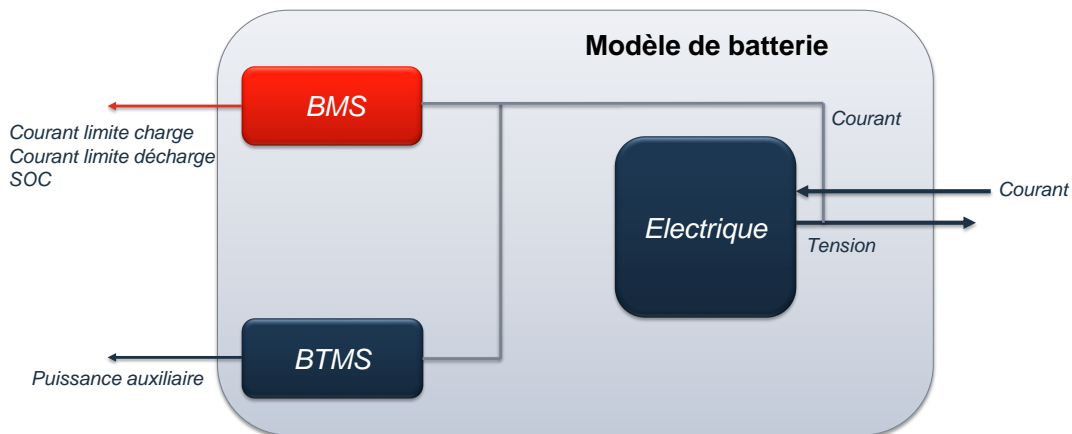 Modèle de batterie
BMS
Courant limite charge
Courant limite décharge
SOC
Courant
Courant
Electrique
Tension
BTMS
Puissance auxiliaire